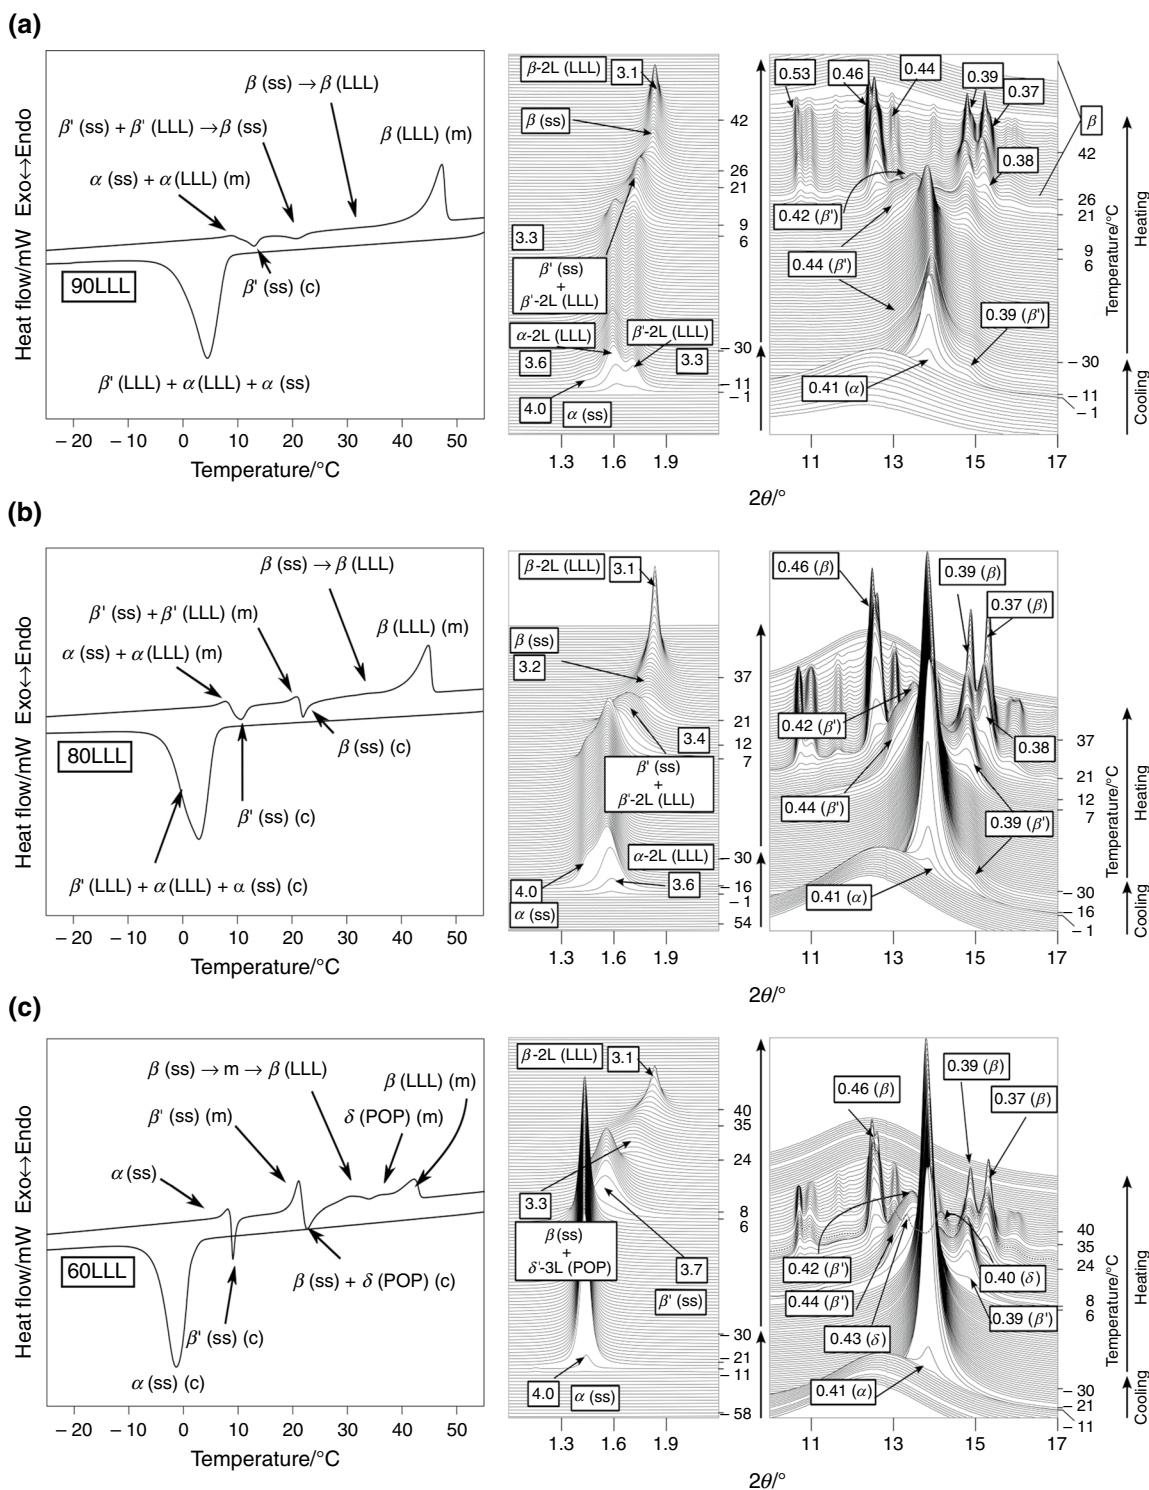 (a)
Heat flow/mW Exo↔Endo
β (ss) → β (LLL)
β' (ss) + β' (LLL) → β (ss)
β (LLL) (m)
α (ss) + α (LLL) (m)
β' (ss) (c)
90LLL
β' (LLL) + α (LLL) + α (ss)
– 20 – 10 0 10 20 30 40 50
Temperature/°C
β-2L (LLL) 3.1
β (ss)
3.3
β' (ss)
+
β'-2L (LLL)
α-2L (LLL) β'-2L (LLL)
3.6 3.3
4.0 α (ss)
42
26
21
9
6
– 30
– 11
– 1
1.3 1.6 1.9
0.53 0.46 0.44 0.39 0.37
β
0.38
0.42 (β')
0.44 (β')
0.39 (β')
0.41 (α)
42
26
21
9
6
– 30
– 11
– 1
Temperature/°C
Heating
Cooling
11 13 15 17
2θ/°
(b)
Heat flow/mW Exo↔Endo
β (ss) → β (LLL)
β' (ss) + β' (LLL) (m)
β (LLL) (m)
α (ss) + α (LLL) (m)
β (ss) (c)
80LLL
β' (ss) (c)
β' (LLL) + α (LLL) + α (ss) (c)
– 20 – 10 0 10 20 30 40 50
Temperature/°C
β-2L (LLL) 3.1
β (ss)
3.2
3.4
β' (ss)
+
β'-2L (LLL)
α-2L (LLL)
4.0 3.6
α (ss)
37
21
12
7
– 30
– 16
– 1
54
1.3 1.6 1.9
0.46 (β) 0.39 (β)
0.37 (β)
0.42 (β')
0.38
0.44 (β')
0.39 (β')
0.41 (α)
37
21
12
7
– 30
– 16
– 1
Temperature/°C
Heating
Cooling
11 13 15 17
2θ/°
(c)
Heat flow/mW Exo↔Endo
β (ss) → m → β (LLL)
β (LLL) (m)
β' (ss) (m) δ (POP) (m)
α (ss)
60LLL
β (ss) + δ (POP) (c)
β' (ss) (c)
α (ss) (c)
– 20 – 10 0 10 20 30 40 50
Temperature/°C
β-2L (LLL) 3.1
3.3
β (ss)
+
δ'-3L (POP)
3.7
β' (ss)
4.0 α (ss)
40
35
24
8
6
– 30
– 21
– 11
– 58
1.3 1.6 1.9
0.46 (β) 0.39 (β)
0.37 (β)
0.42 (β') 0.40 (δ)
0.44 (β') 0.39 (β')
0.43 (δ)
0.41 (α)
40
35
24
8
6
– 30
– 21
– 11
Temperature/°C
Heating
Cooling
11 13 15 17
2θ/°